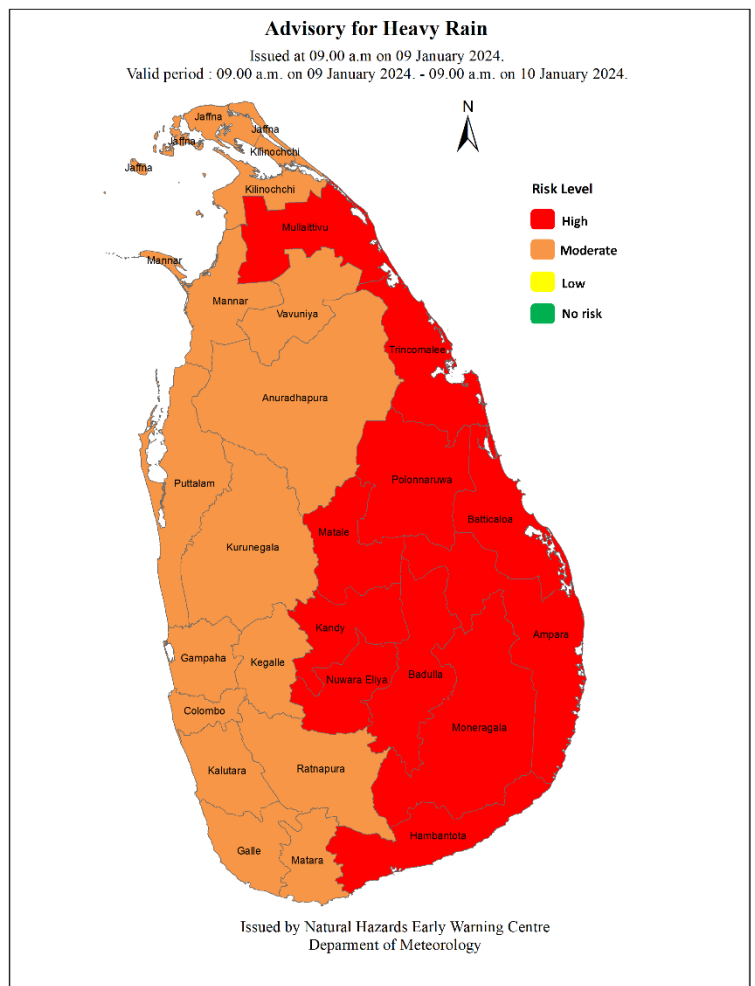 Advisory for Heavy Rain
Issued at 09.00 a.m on 09 January 2024.
Valid period : 09.00 a.m. on 09 January 2024. - 09.00 a.m. on 10 January 2024.
N
Jaffna
Jaffna
Jaffna
Kilinochchi
Jaffna
Kilinochchi
Risk Level
High
Moderate
Low
No risk
Mullaittivu
Mannar
Mannar
Vavuniya
Trincomalee
Anuradhapura
Polonnaruwa
Puttalam
Batticaloa
Matale
Kurunegala
Kandy
Ampara
Gampaha
Kegalle
Badulla
Nuwara Eliya
Colombo
Moneragala
Ratnapura
Kalutara
Hambantota
Galle
Matara
Issued by Natural Hazards Early Warning Centre
Deparment of Meteorology